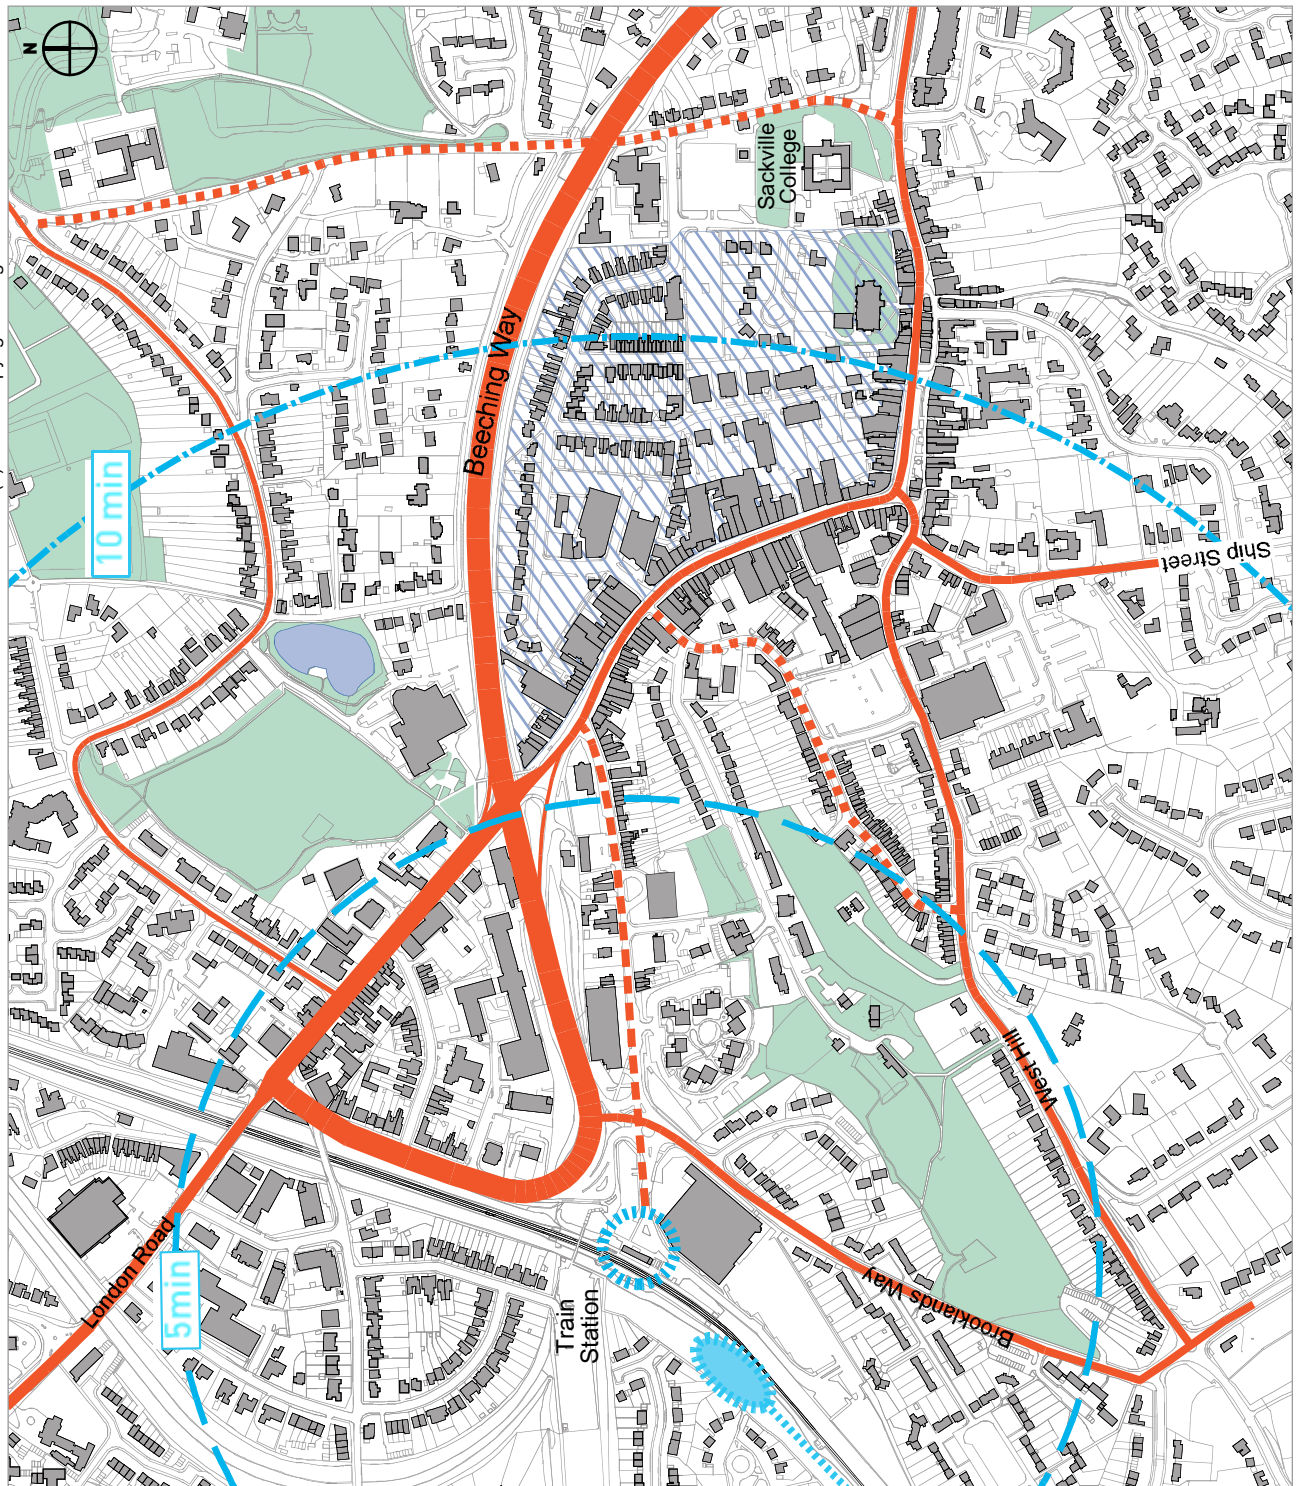 N
Sackville
College
Beeching Way
10 min
Ship Street
West Hill
London Road
5min
Train
Station
Brooklands Way